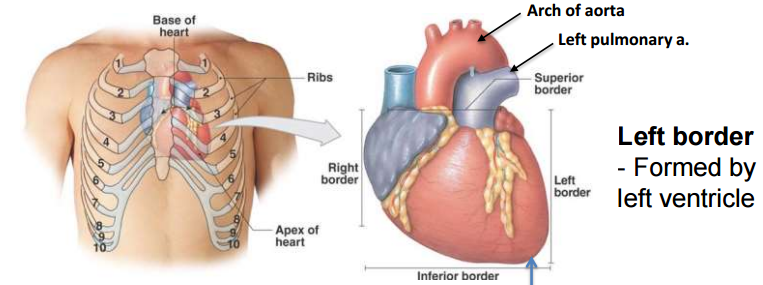 Base of
heart
Ribs
1
1
2
2
3
3
4
4
5
5
6
6
7
7
8
8
9
9
10
10
Apex of
heart
Arch of aorta
Left pulmonary a.
Superior
border
Right
border
Left
border
Inferior border
Left border
- Formed by
left ventricle